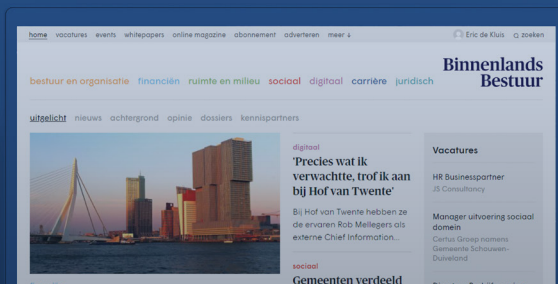 home vacatures events whitepapers online magazine abonnement adverteren meer ↓ Eric de Kluis zoeken
Binnenlands
Bestuur
bestuur en organisatie financiën ruimte en milieu sociaal digitaal carrière juridisch
uitgelicht nieuws achtergrond opinie dossiers kennispartners
digitaal
'Precies wat ik
verwachtte, trof ik aan
bij Hof van Twente'
Bij Hof van Twente hebben ze
de ervaren Rob Mellegers als
externe Chief Information...
sociaal
Gemeenten verdeeld
Vacatures
HR Businesspartner
JS Consultancy
Manager uitvoering sociaal
domein
Certus Groep namens
Gemeente Schouwen-
Duiveland